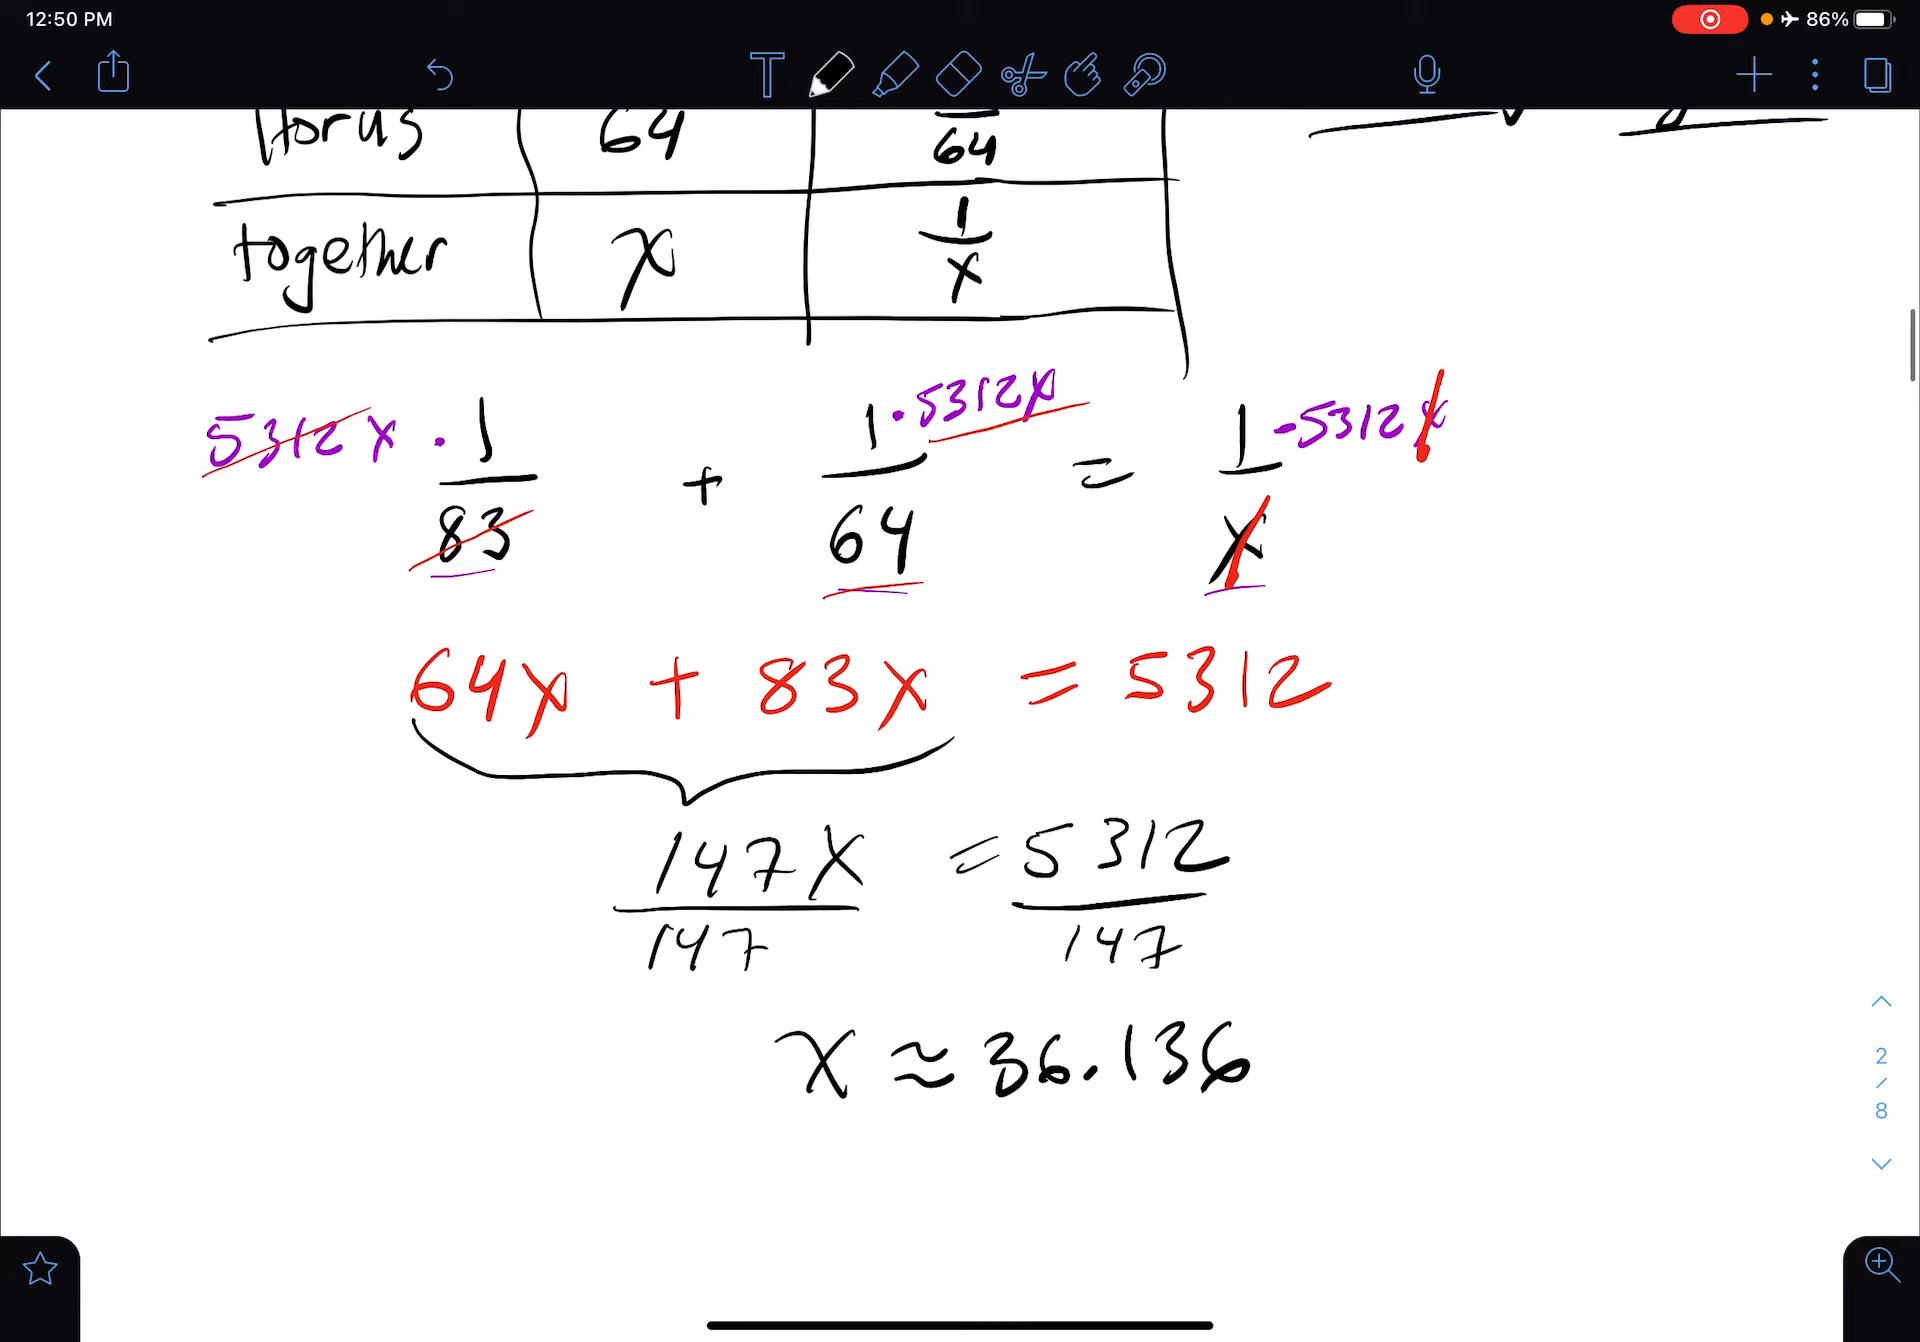 12:50 PM
86%
T
Horus 64 1/64
together x 1/x
5312x · 1/83 + 1 · 5312x/64 = 1 · 5312x/x
64x + 83x = 5312
147x/147 = 5312/147
x ≈ 36.136
2
/
8